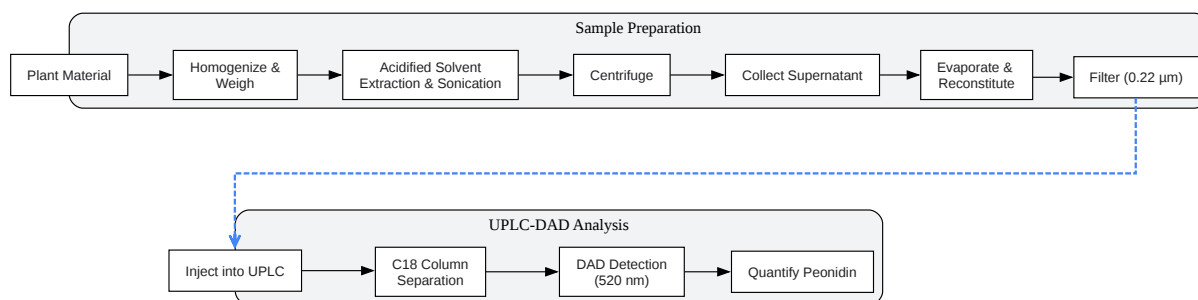 Sample Preparation
Plant Material
Homogenize &
Weigh
Acidified Solvent
Extraction & Sonication
Centrifuge
Collect Supernatant
Evaporate &
Reconstitute
Filter (0.22 µm)
UPLC-DAD Analysis
Inject into UPLC
C18 Column
Separation
DAD Detection
(520 nm)
Quantify Peonidin